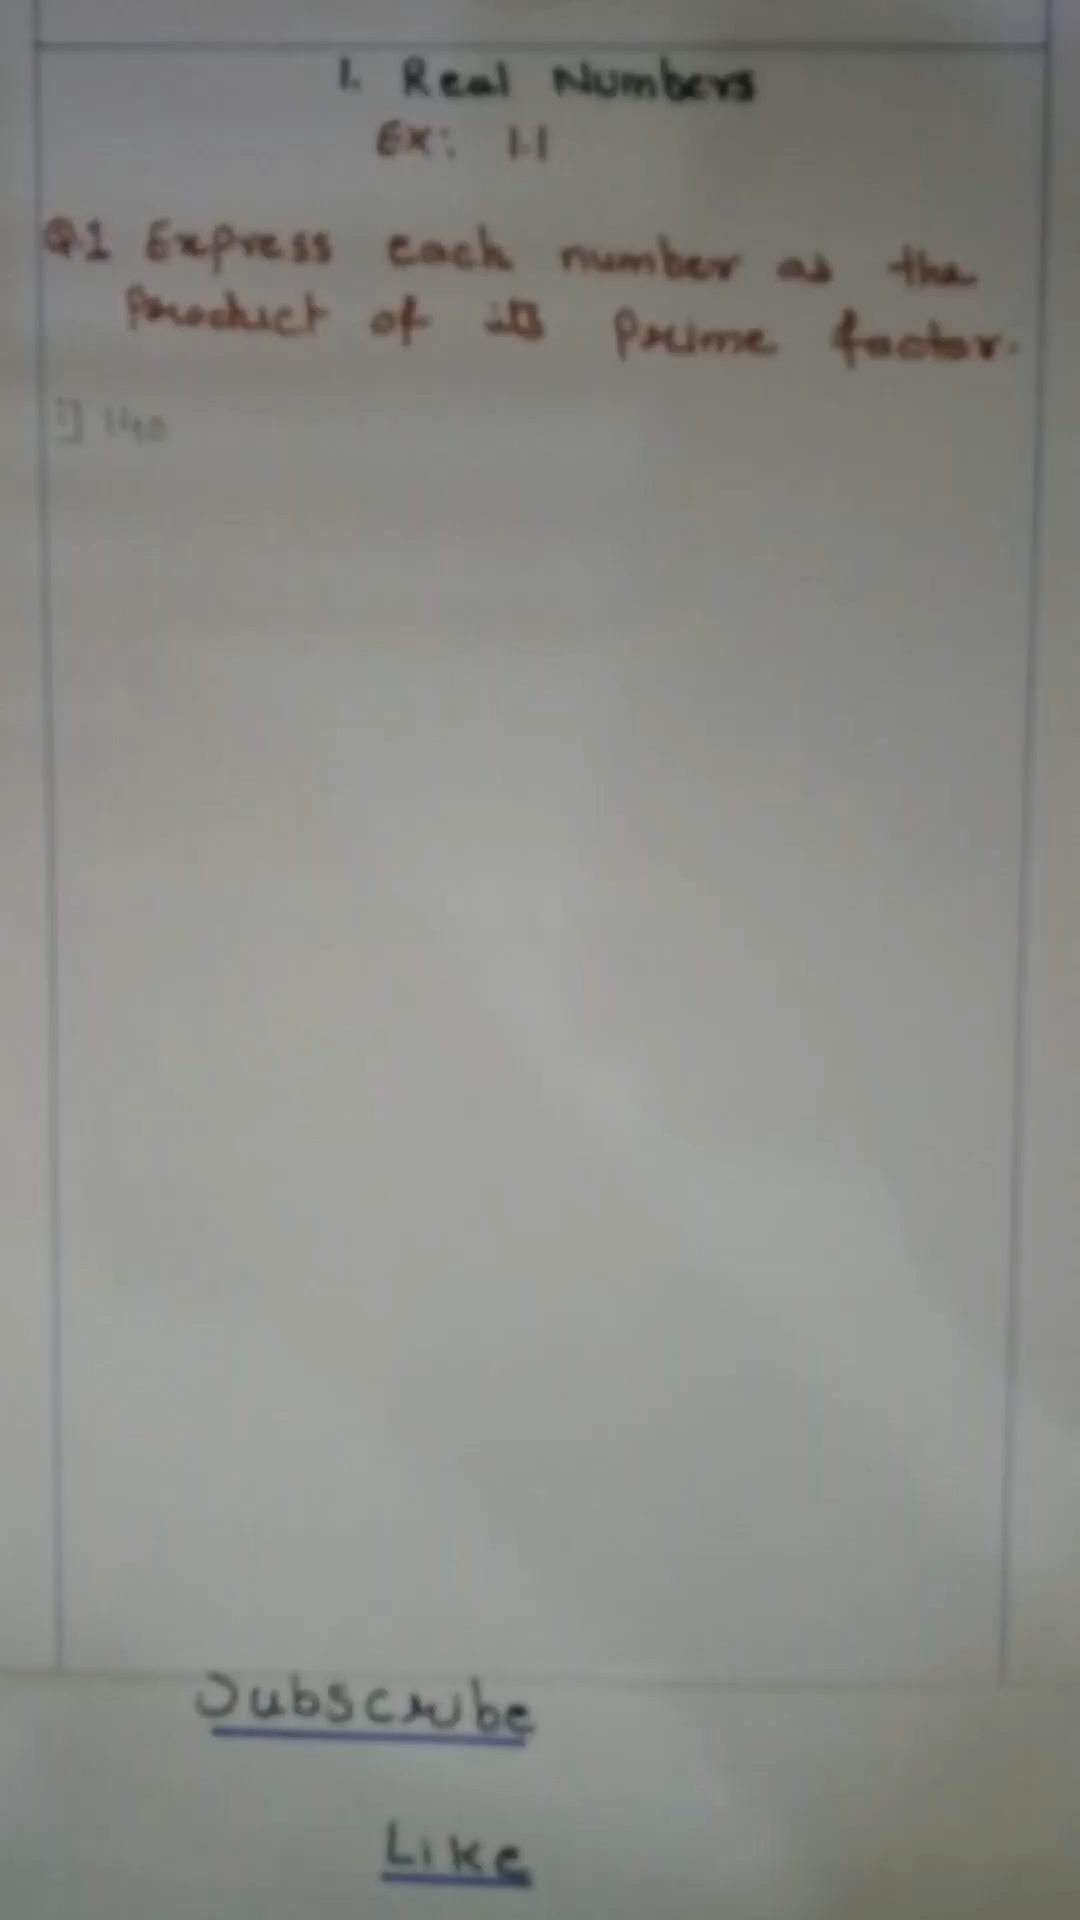 1. Real Numbers
Ex: 1.1
Q.1 Express each number as the
Product of its Prime factor.
i] 140
Subscribe
Like